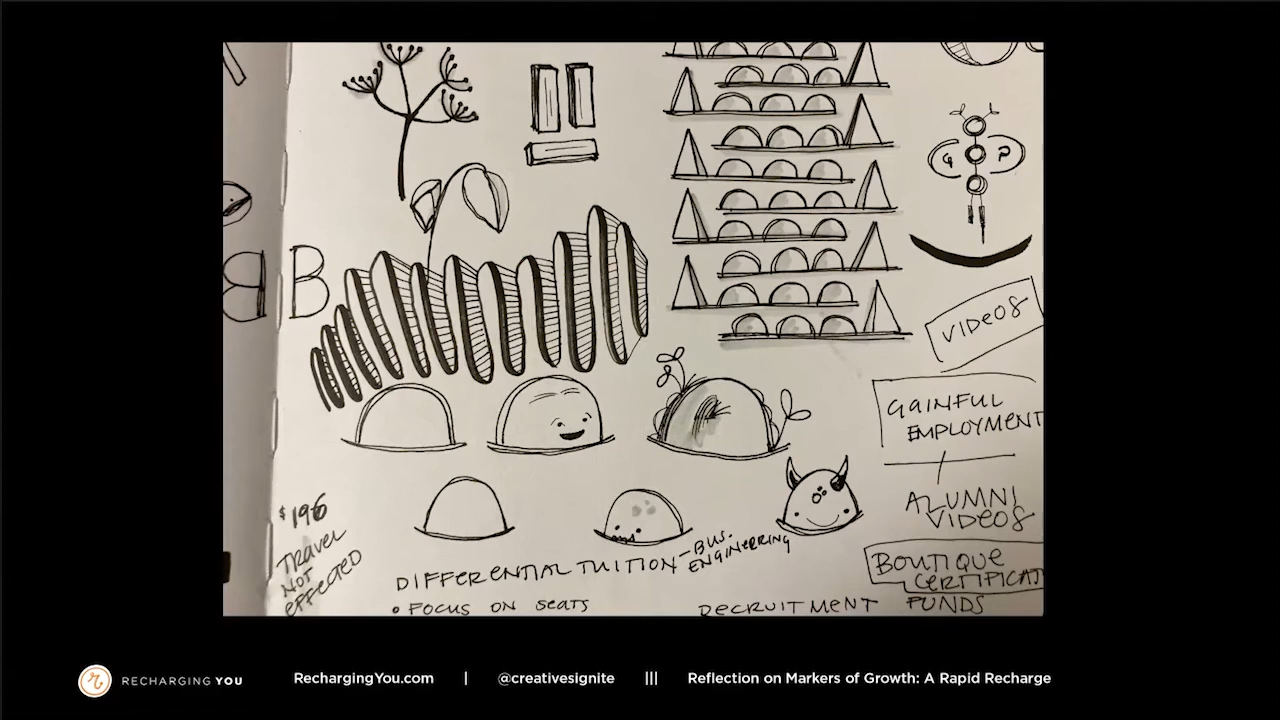 B B
G P
VIDEOS
GAINFUL
EMPLOYMENT
ALUMNI
VIDEOS
$196
TRAVEL
NOT
EFFECTED
DIFFERENTIAL TUITION - BUS.
ENGINEERING
BOUTIQUE
CERTIFICAT
• FOCUS ON SEATS
RECRUITMENT FUNDS
RECHARGING YOU
RechargingYou.com | @creativesignite ||| Reflection on Markers of Growth: A Rapid Recharge